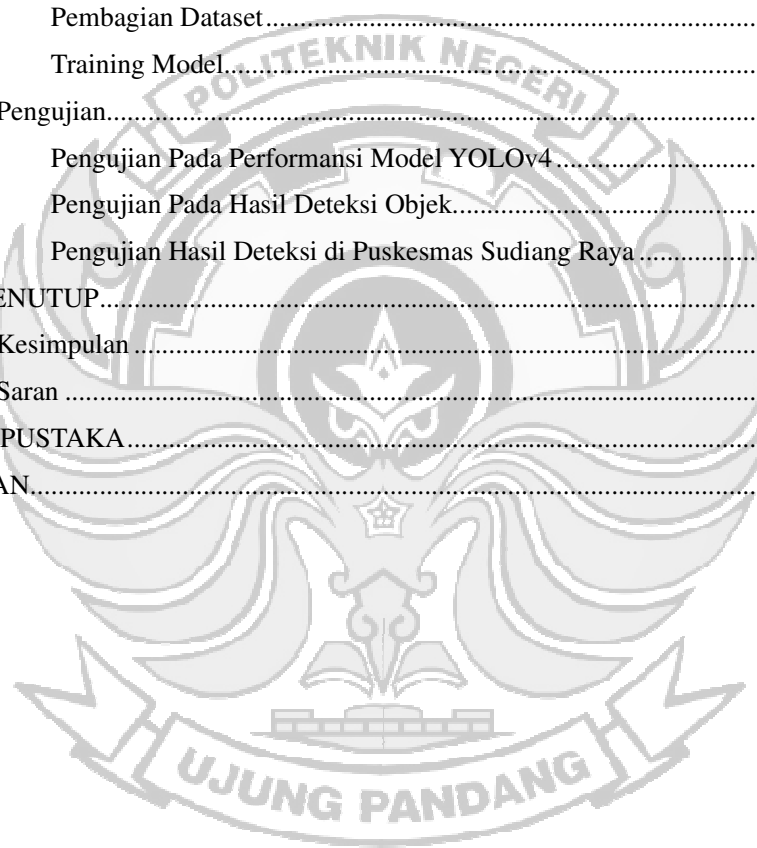 Pembagian Dataset
Training Model
Pengujian
Pengujian Pada Performansi Model YOLOv4
Pengujian Pada Hasil Deteksi Objek
Pengujian Hasil Deteksi di Puskesmas Sudiang Raya
ENUTUP
Kesimpulan
Saran
PUSTAKA
AN
POLITEKNIK NEGERI
UJUNG PANDANG